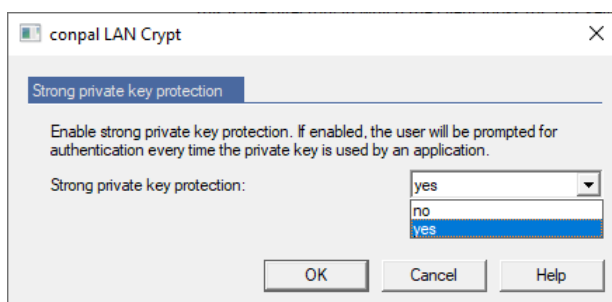 conpal LAN Crypt
Strong private key protection
Enable strong private key protection. If enabled, the user will be prompted for
authentication every time the private key is used by an application.
Strong private key protection:
yes
no
yes
OK
Cancel
Help